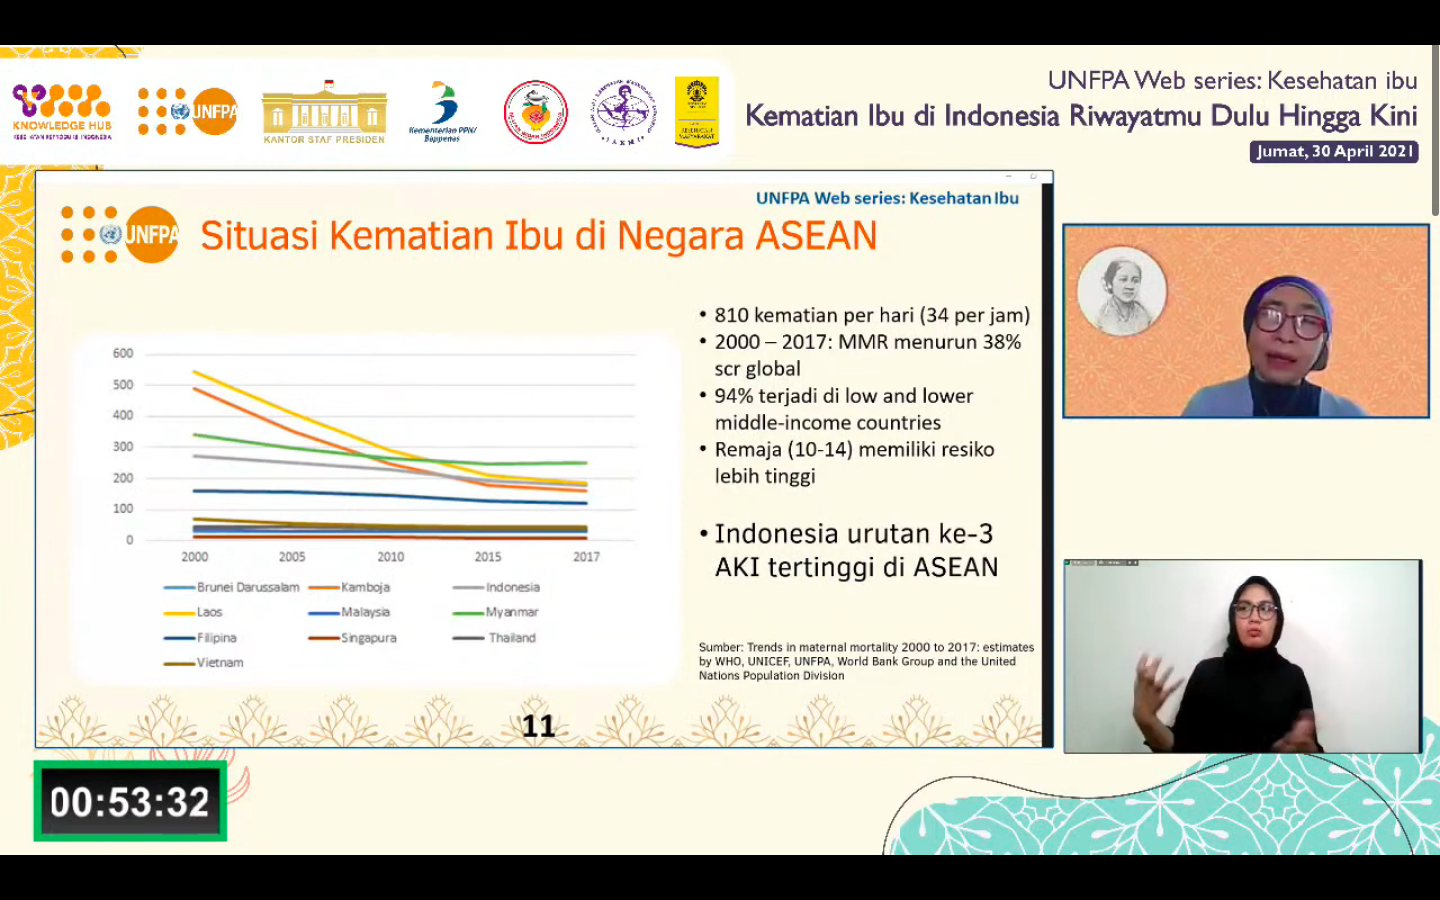 KNOWLEDGE HUB
KESEHATAN REPRODUKSI INDONESIA
UNFPA
KANTOR STAF PRESIDEN
Kementerian PPN/
Bappenas
UNFPA Web series: Kesehatan ibu
Kematian Ibu di Indonesia Riwayatmu Dulu Hingga Kini
Jumat, 30 April 2021
UNFPA Web series: Kesehatan Ibu
UNFPA
Situasi Kematian Ibu di Negara ASEAN
600
500
400
300
200
100
0
2000 2005 2010 2015 2017
Brunei Darussalam Kamboja Indonesia
Laos Malaysia Myanmar
Filipina Singapura Thailand
Vietnam
• 810 kematian per hari (34 per jam)
• 2000 – 2017: MMR menurun 38%
scr global
• 94% terjadi di low and lower
middle-income countries
• Remaja (10-14) memiliki resiko
lebih tinggi
• Indonesia urutan ke-3
AKI tertinggi di ASEAN
Sumber: Trends in maternal mortality 2000 to 2017: estimates
by WHO, UNICEF, UNFPA, World Bank Group and the United
Nations Population Division
11
00:53:32